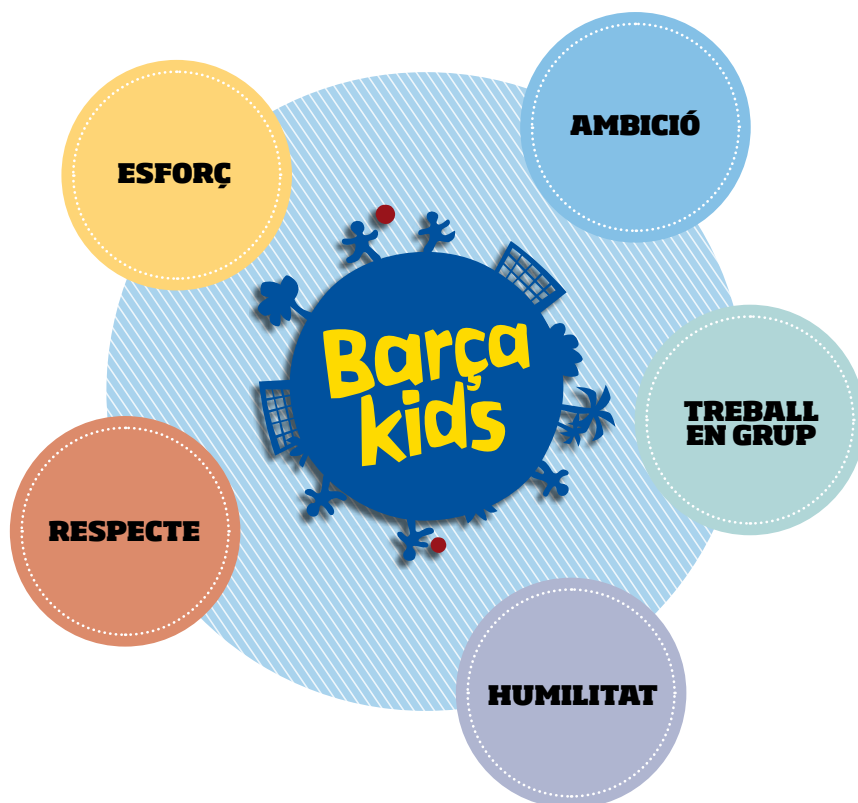 AMBICIÓ
ESFORÇ
Barça
kids
TREBALL
EN GRUP
RESPECTE
HUMILITAT